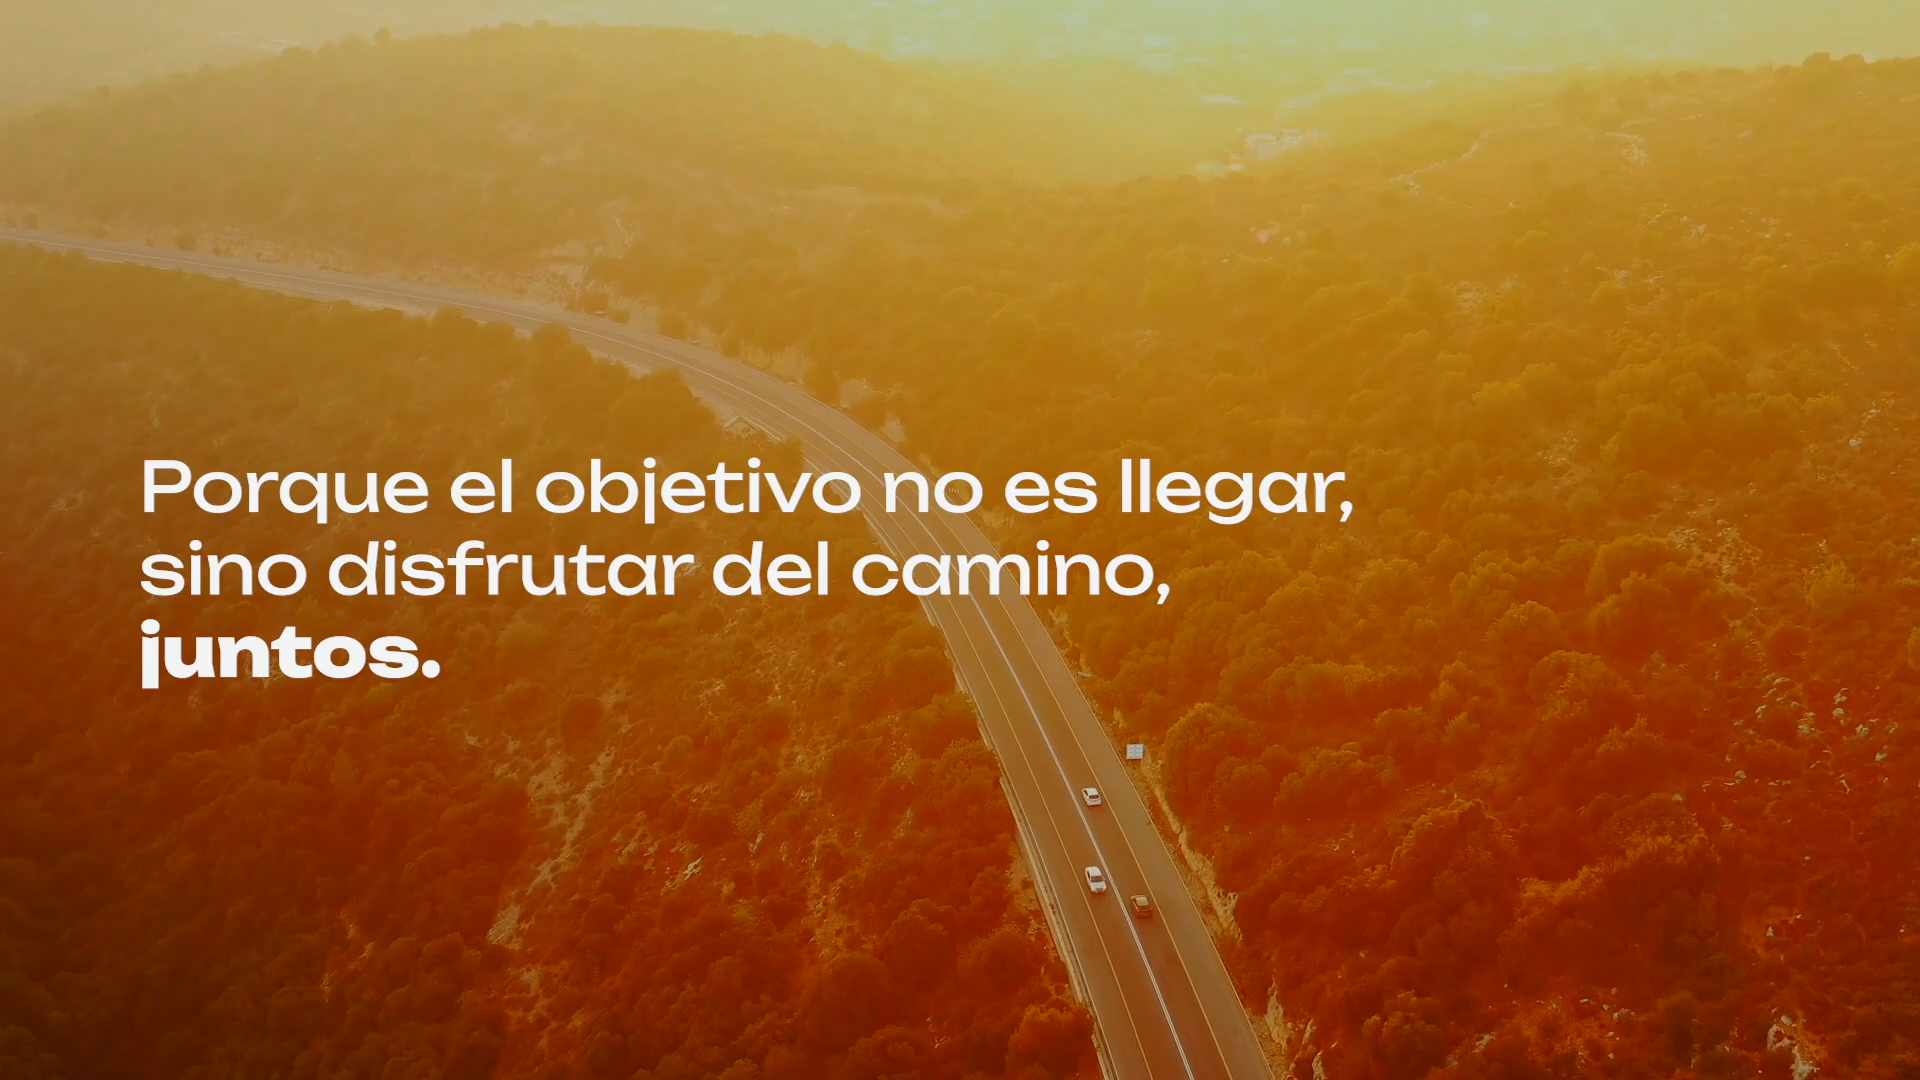 Porque el objetivo no es llegar,
sino disfrutar del camino,
juntos.